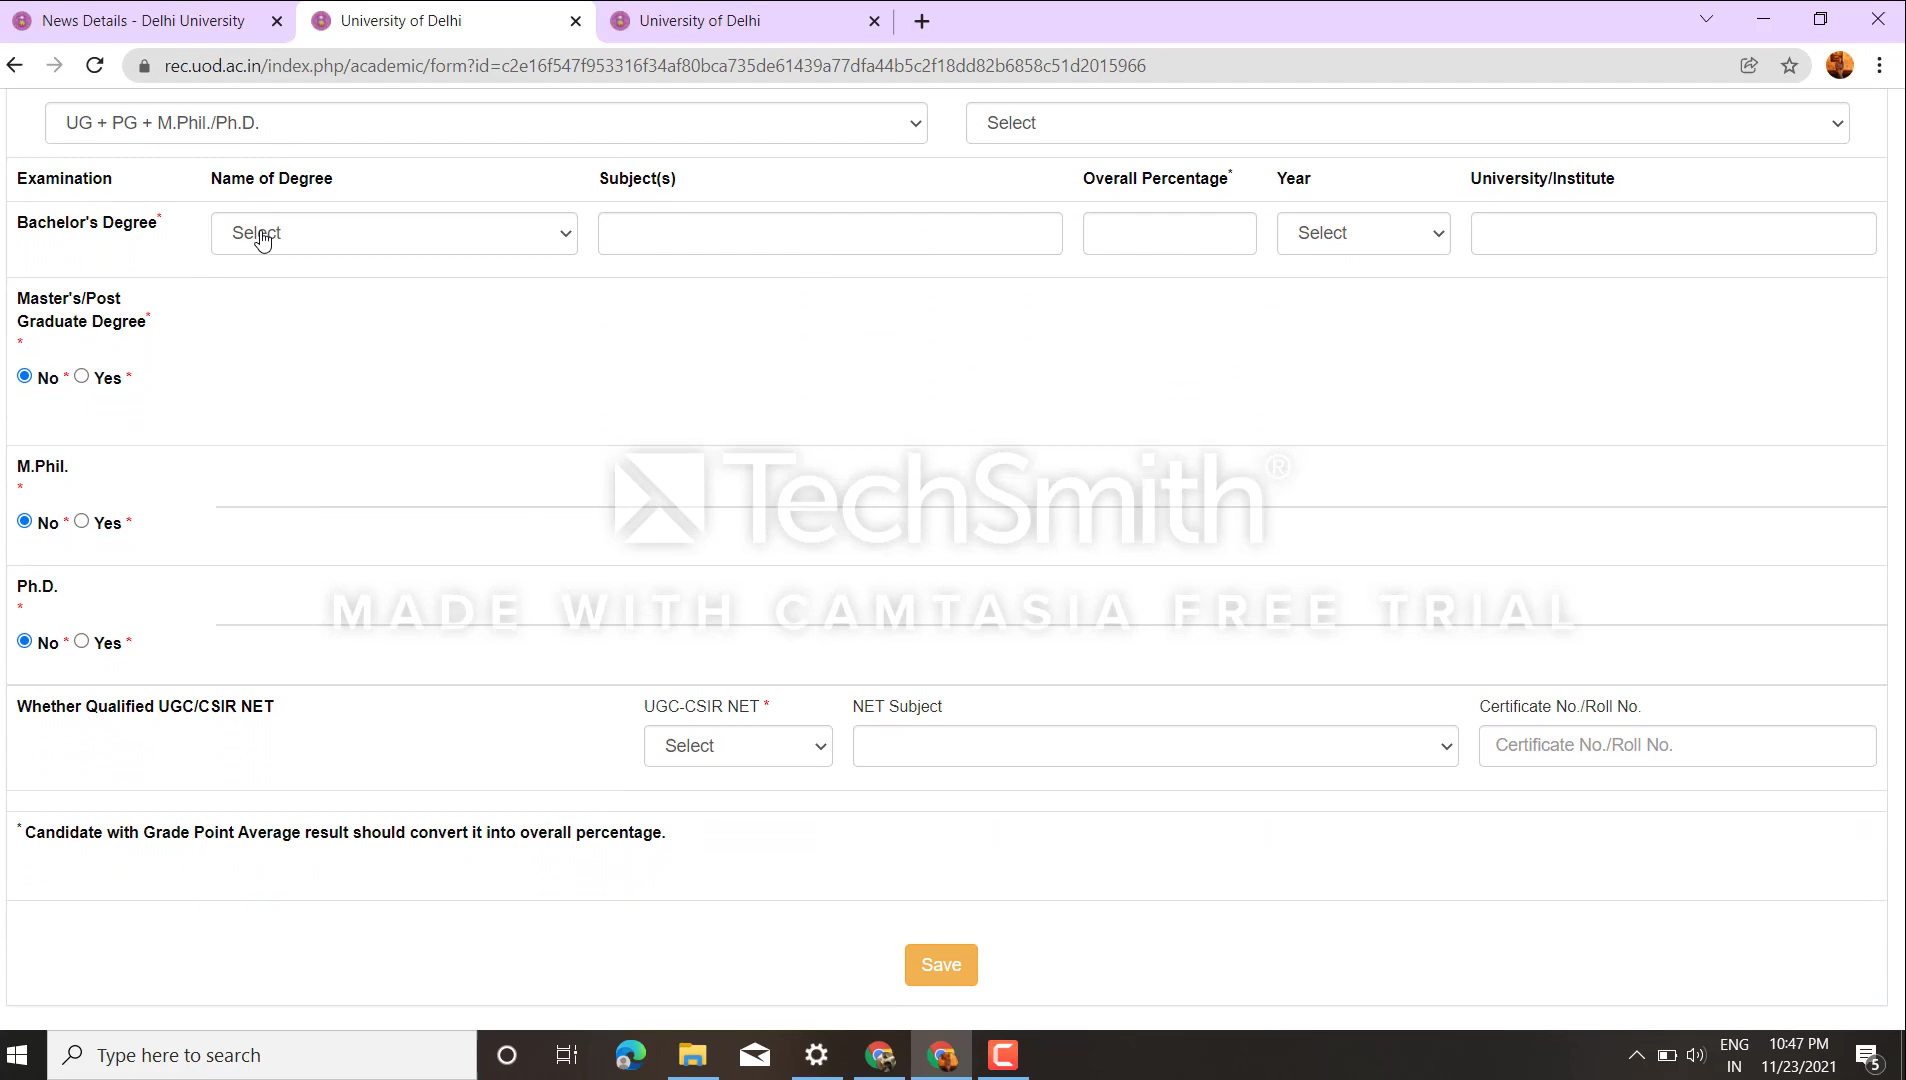 News Details - Delhi University
University of Delhi
University of Delhi
rec.uod.ac.in/index.php/academic/form?id=c2e16f547f953316f34af80bca735de61439a77dfa44b5c2f18dd82b6858c51d2015966
UG + PG + M.Phil./Ph.D.
Select
Examination Name of Degree Subject(s) Overall Percentage* Year University/Institute
Bachelor's Degree* Select Select
Master's/Post
Graduate Degree*
*
No * Yes *
M.Phil.
*
No * Yes *
TechSmith®
Ph.D.
*
MADE WITH CAMTASIA FREE TRIAL
No * Yes *
Whether Qualified UGC/CSIR NET UGC-CSIR NET * NET Subject Certificate No./Roll No.
Select Certificate No./Roll No.
* Candidate with Grade Point Average result should convert it into overall percentage.
Save
Type here to search
ENG
IN
10:47 PM
11/23/2021
5